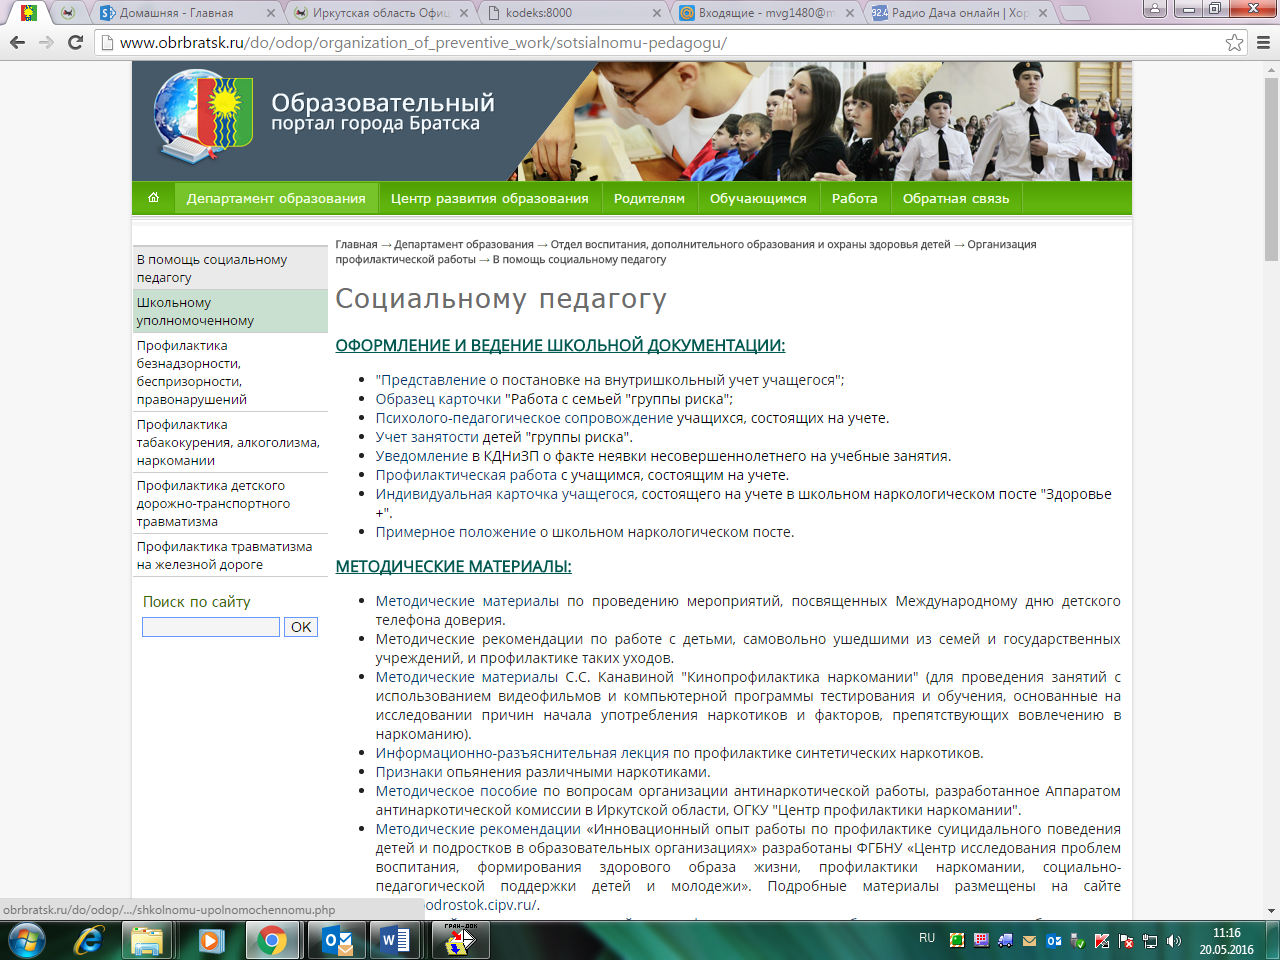 Домашняя - Главная
Иркутская область Офиц
kodeks:8000
Входящие - mvg1480@m
92.4 Радио Дача онлайн | Хор
www.obrbratsk.ru/do/odop/organization_of_preventive_work/sotsialnomu-pedagogu/
Образовательный
портал города Братска
Департамент образования
Центр развития образования
Родителям
Обучающимся
Работа
Обратная связь
В помощь социальному
педагогу
Школьному
уполномоченному
Профилактика
безнадзорности,
беспризорности,
правонарушений
Профилактика
табакокурения, алкоголизма,
наркомании
Профилактика детского
дорожно-транспортного
травматизма
Профилактика травматизма
на железной дороге
Поиск по сайту
OK
Главная → Департамент образования → Отдел воспитания, дополнительного образования и охраны здоровья детей → Организация
профилактической работы → В помощь социальному педагогу
Социальному педагогу
ОФОРМЛЕНИЕ И ВЕДЕНИЕ ШКОЛЬНОЙ ДОКУМЕНТАЦИИ:
"Представление о постановке на внутришкольный учет учащегося";
Образец карточки "Работа с семьей "группы риска";
Психолого-педагогическое сопровождение учащихся, состоящих на учете.
Учет занятости детей "группы риска".
Уведомление в КДНиЗП о факте неявки несовершеннолетнего на учебные занятия.
Профилактическая работа с учащимся, состоящим на учете.
Индивидуальная карточка учащегося, состоящего на учете в школьном наркологическом посте "Здоровье
+".
Примерное положение о школьном наркологическом посте.
МЕТОДИЧЕСКИЕ МАТЕРИАЛЫ:
Методические материалы по проведению мероприятий, посвященных Международному дню детского
телефона доверия.
Методические рекомендации по работе с детьми, самовольно ушедшими из семей и государственных
учреждений, и профилактике таких уходов.
Методические материалы С.С. Канавиной "Кинопрофилактика наркомании" (для проведения занятий с
использованием видеофильмов и компьютерной программы тестирования и обучения, основанные на
исследовании причин начала употребления наркотиков и факторов, препятствующих вовлечению в
наркоманию).
Информационно-разъяснительная лекция по профилактике синтетических наркотиков.
Признаки опьянения различными наркотиками.
Методическое пособие по вопросам организации антинаркотической работы, разработанное Аппаратом
антинаркотической комиссии в Иркутской области, ОГКУ "Центр профилактики наркомании".
Методические рекомендации «Инновационный опыт работы по профилактике суицидального поведения
детей и подростков в образовательных организациях» разработаны ФГБНУ «Центр исследования проблем
воспитания, формирования здорового образа жизни, профилактики наркомании, социально-
педагогической поддержки детей и молодежи». Подробные материалы размещены на сайте
podrostok.cipv.ru/.
obrbratsk.ru/do/odop/.../shkolnomu-upolnomochennomu.php
ГРАН-ДОК
RU
11:16
20.05.2016